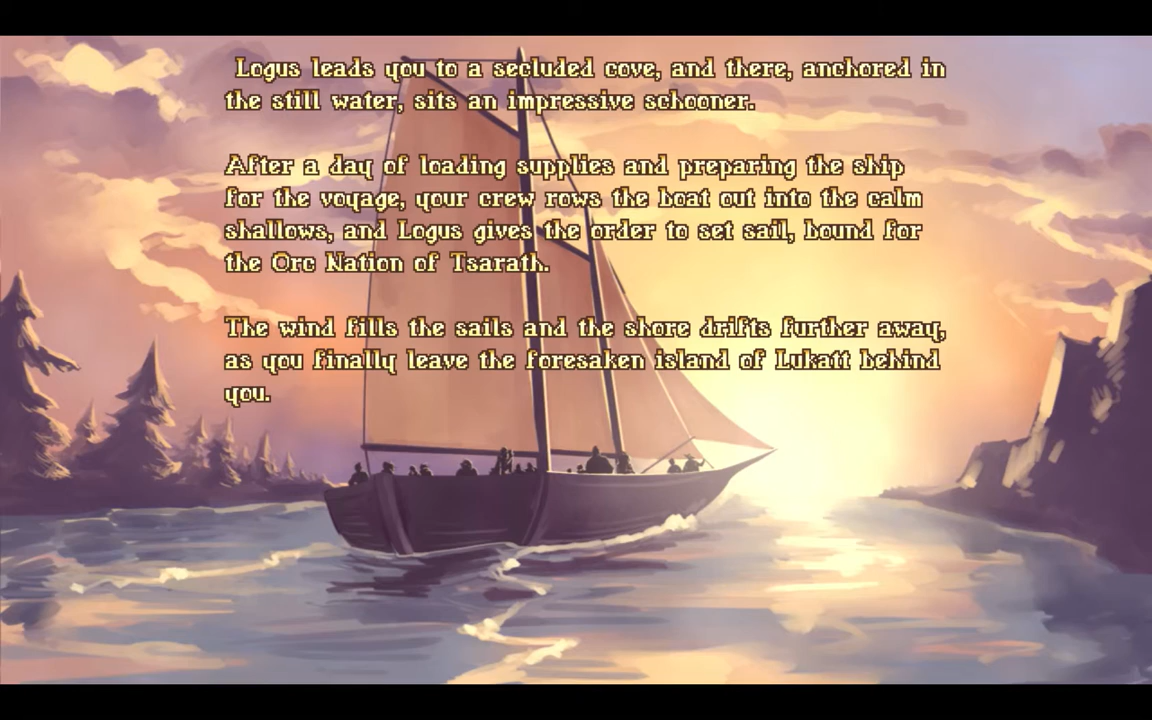 Logus leads you to a secluded cove, and there, anchored in
the still water, sits an impressive schooner.
After a day of loading supplies and preparing the ship
for the voyage, your crew rows the boat out into the calm
shallows, and Logus gives the order to set sail, bound for
the Orc Nation of Tsarath.
The wind fills the sails and the shore drifts further away,
as you finally leave the foresaken island of Lukatt behind
you.